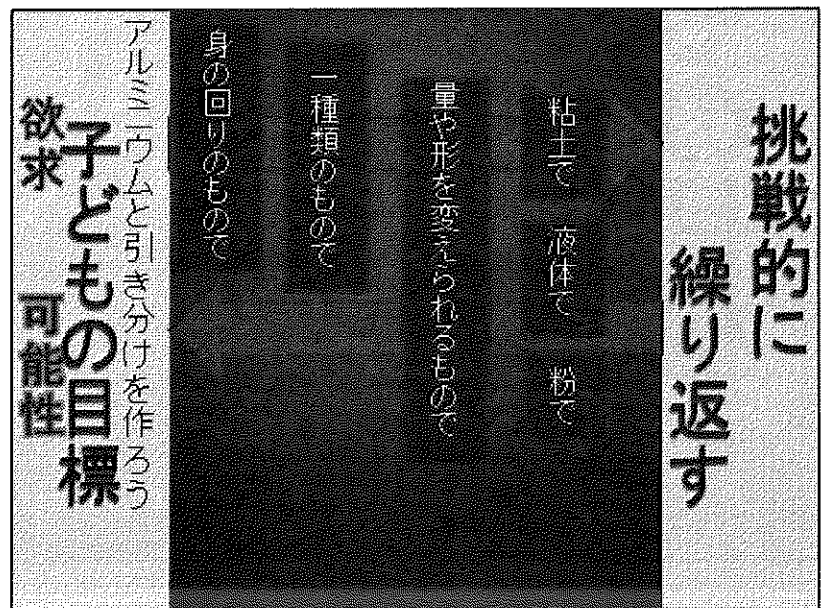 挑戦的に
繰り返す
粘土で　液体で　粉で
量や形を変えられるもので
一種類のもので
身の回りのもので
アルミニウムと引き分けを作ろう
子どもの目標
欲求　可能性